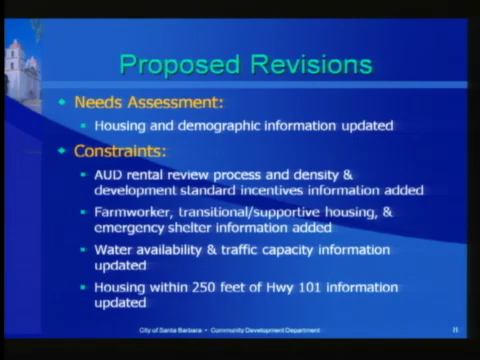 Proposed Revisions
Needs Assessment:
Housing and demographic information updated
Constraints:
AUD rental review process and density &
development standard incentives information added
Farmworker, transitional/supportive housing, &
emergency shelter information added
Water availability & traffic capacity information
updated
Housing within 250 feet of Hwy 101 information
updated
City of Santa Barbara • Community Development Department